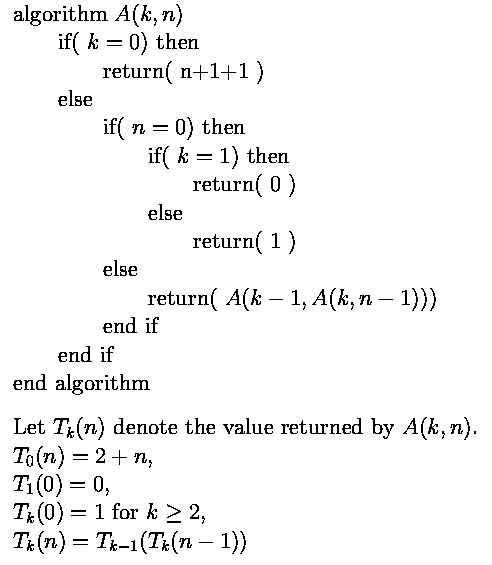 algorithm A(k, n)
if( k = 0) then
return( n+1+1 )
else
if( n = 0) then
if( k = 1) then
return( 0 )
else
return( 1 )
else
return( A(k − 1, A(k, n − 1)))
end if
end if
end algorithm
Let T_k(n) denote the value returned by A(k, n).
T_0(n) = 2 + n,
T_1(0) = 0,
T_k(0) = 1 for k ≥ 2,
T_k(n) = T_{k−1}(T_k(n − 1))